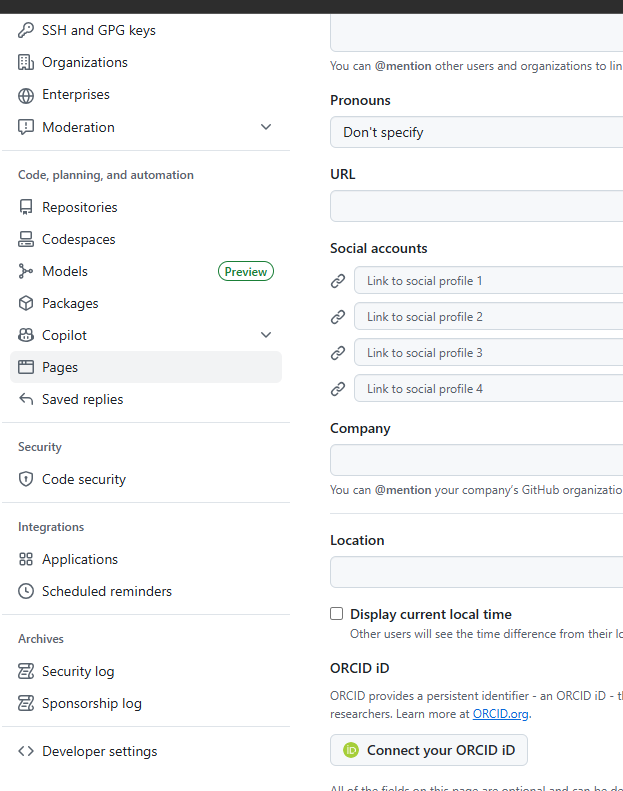 SSH and GPG keys
Organizations
Enterprises
Moderation
Code, planning, and automation
Repositories
Codespaces
Models Preview
Packages
Copilot
Pages
Saved replies
Security
Code security
Integrations
Applications
Scheduled reminders
Archives
Security log
Sponsorship log
Developer settings
You can @mention other users and organizations to lin
Pronouns
Don't specify
URL
Social accounts
Link to social profile 1
Link to social profile 2
Link to social profile 3
Link to social profile 4
Company
You can @mention your company's GitHub organizatio
Location
Display current local time
Other users will see the time difference from their lo
ORCID iD
ORCID provides a persistent identifier - an ORCID iD - th
researchers. Learn more at ORCID.org.
iD Connect your ORCID iD
All of the fields on this page are optional and can be de